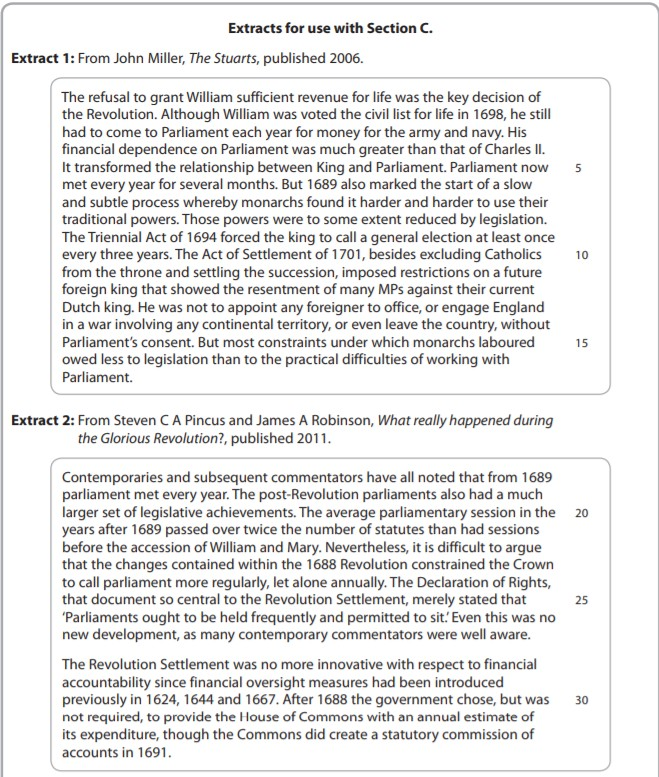 Extracts for use with Section C.
Extract 1: From John Miller, The Stuarts, published 2006.
The refusal to grant William sufficient revenue for life was the key decision of
the Revolution. Although William was voted the civil list for life in 1698, he still
had to come to Parliament each year for money for the army and navy. His
financial dependence on Parliament was much greater than that of Charles II.
It transformed the relationship between King and Parliament. Parliament now 5
met every year for several months. But 1689 also marked the start of a slow
and subtle process whereby monarchs found it harder and harder to use their
traditional powers. Those powers were to some extent reduced by legislation.
The Triennial Act of 1694 forced the king to call a general election at least once
every three years. The Act of Settlement of 1701, besides excluding Catholics 10
from the throne and settling the succession, imposed restrictions on a future
foreign king that showed the resentment of many MPs against their current
Dutch king. He was not to appoint any foreigner to office, or engage England
in a war involving any continental territory, or even leave the country, without
Parliament's consent. But most constraints under which monarchs laboured 15
owed less to legislation than to the practical difficulties of working with
Parliament.
Extract 2: From Steven C A Pincus and James A Robinson, What really happened during
the Glorious Revolution?, published 2011.
Contemporaries and subsequent commentators have all noted that from 1689
parliament met every year. The post-Revolution parliaments also had a much
larger set of legislative achievements. The average parliamentary session in the 20
years after 1689 passed over twice the number of statutes than had sessions
before the accession of William and Mary. Nevertheless, it is difficult to argue
that the changes contained within the 1688 Revolution constrained the Crown
to call parliament more regularly, let alone annually. The Declaration of Rights,
that document so central to the Revolution Settlement, merely stated that 25
'Parliaments ought to be held frequently and permitted to sit.' Even this was no
new development, as many contemporary commentators were well aware.
The Revolution Settlement was no more innovative with respect to financial
accountability since financial oversight measures had been introduced
previously in 1624, 1644 and 1667. After 1688 the government chose, but was 30
not required, to provide the House of Commons with an annual estimate of
its expenditure, though the Commons did create a statutory commission of
accounts in 1691.